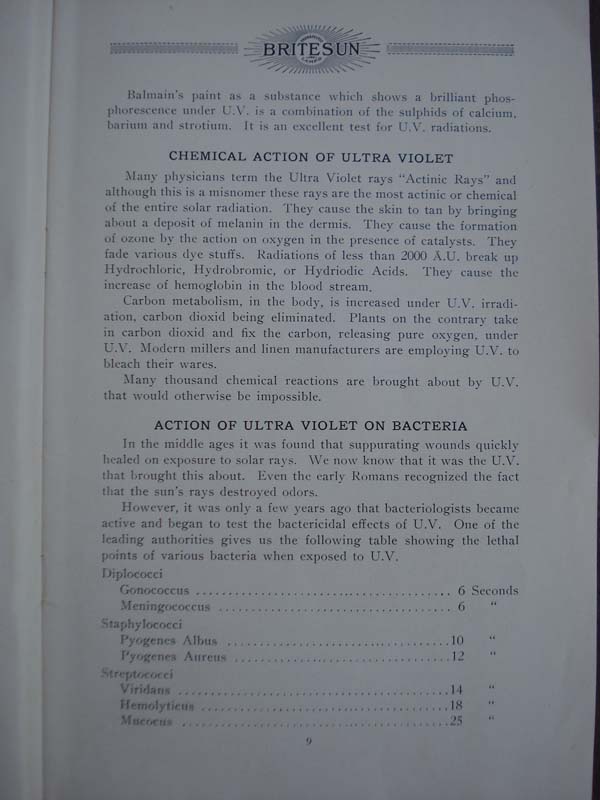 BRITESUN
Balmain's paint as a substance which shows a brilliant phos-
phorescence under U.V. is a combination of the sulphids of calcium,
barium and strotium. It is an excellent test for U.V. radiations.
CHEMICAL ACTION OF ULTRA VIOLET
Many physicians term the Ultra Violet rays "Actinic Rays" and
although this is a misnomer these rays are the most actinic or chemical
of the entire solar radiation. They cause the skin to tan by bringing
about a deposit of melanin in the dermis. They cause the formation
of ozone by the action on oxygen in the presence of catalysts. They
fade various dye stuffs. Radiations of less than 2000 Å.U. break up
Hydrochloric, Hydrobromic, or Hydriodic Acids. They cause the
increase of hemoglobin in the blood stream.
Carbon metabolism, in the body, is increased under U.V. irradi-
ation, carbon dioxid being eliminated. Plants on the contrary take
in carbon dioxid and fix the carbon, releasing pure oxygen, under
U.V. Modern millers and linen manufacturers are employing U.V. to
bleach their wares.
Many thousand chemical reactions are brought about by U.V.
that would otherwise be impossible.
ACTION OF ULTRA VIOLET ON BACTERIA
In the middle ages it was found that suppurating wounds quickly
healed on exposure to solar rays. We now know that it was the U.V.
that brought this about. Even the early Romans recognized the fact
that the sun's rays destroyed odors.
However, it was only a few years ago that bacteriologists became
active and began to test the bactericidal effects of U.V. One of the
leading authorities gives us the following table showing the lethal
points of various bacteria when exposed to U.V.
Diplococci
Gonococcus ........................................ 6 Seconds
Meningococcus ................................... 6 "
Staphylococci
Pyogenes Albus ..................................10 "
Pyogenes Aureus .................................12 "
Streptococci
Viridans .........................................14 "
Hemolyticus ......................................18 "
Mucocus .........................................25 "
9